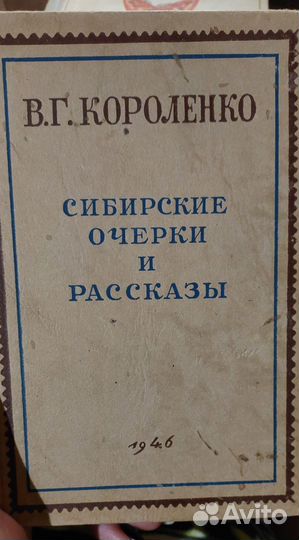 В.Г. КОРОЛЕНКО
СИБИРСКИЕ
ОЧЕРКИ
И
РАССКАЗЫ
1946
Avito